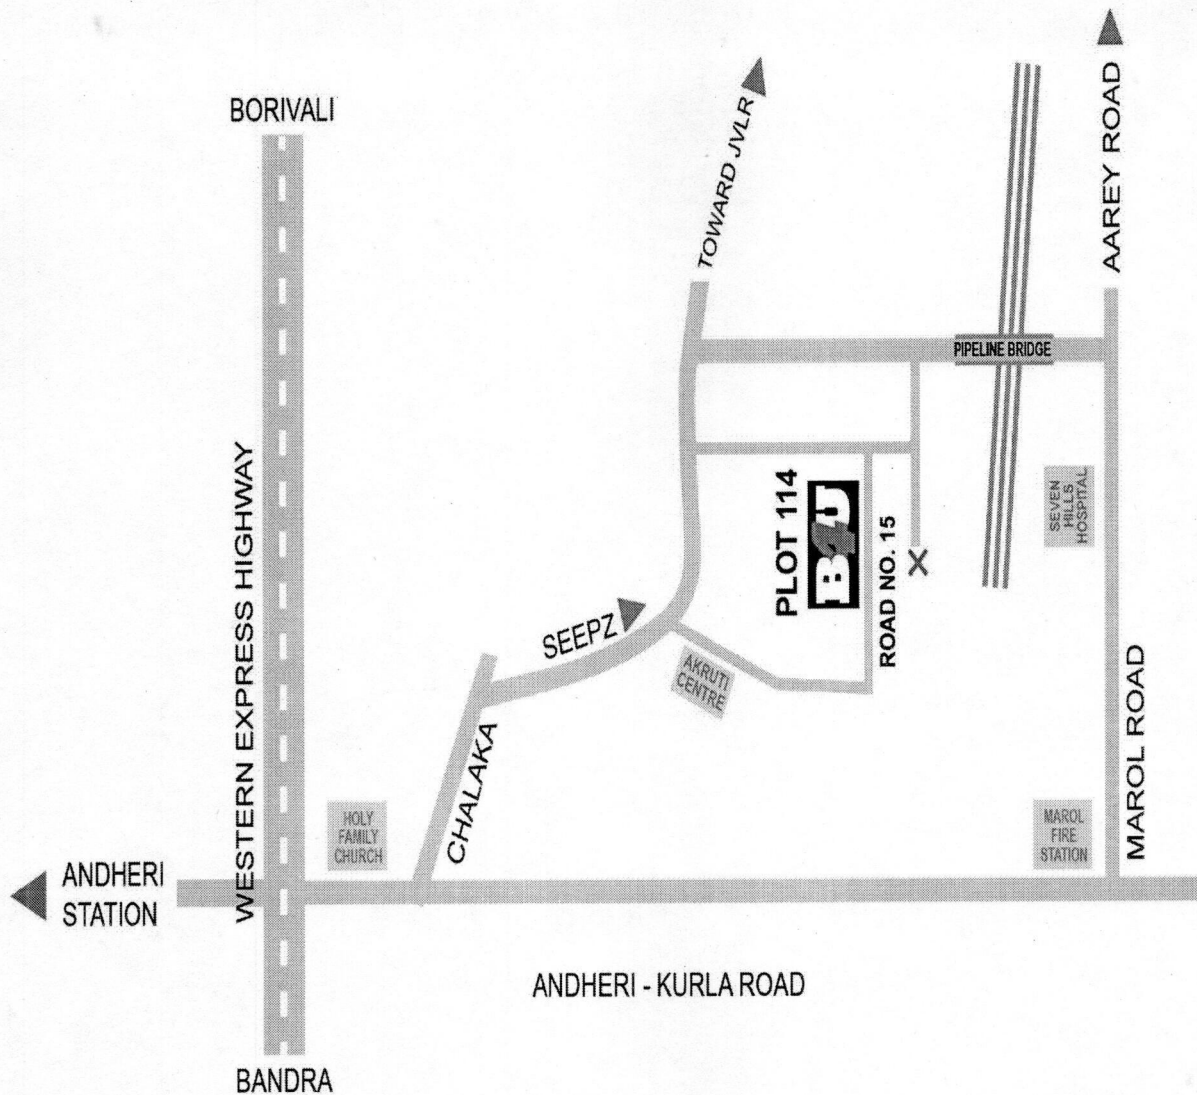 BORIVALI
TOWARD JVLR
AAREY ROAD
PIPELINE BRIDGE
WESTERN EXPRESS HIGHWAY
PLOT 114
B4U
ROAD NO. 15
X
SEVEN
HILLS
HOSPITAL
SEEPZ
AKRUTI
CENTRE
CHALAKA
MAROL ROAD
HOLY
FAMILY
CHURCH
MAROL
FIRE
STATION
ANDHERI
STATION
ANDHERI - KURLA ROAD
BANDRA